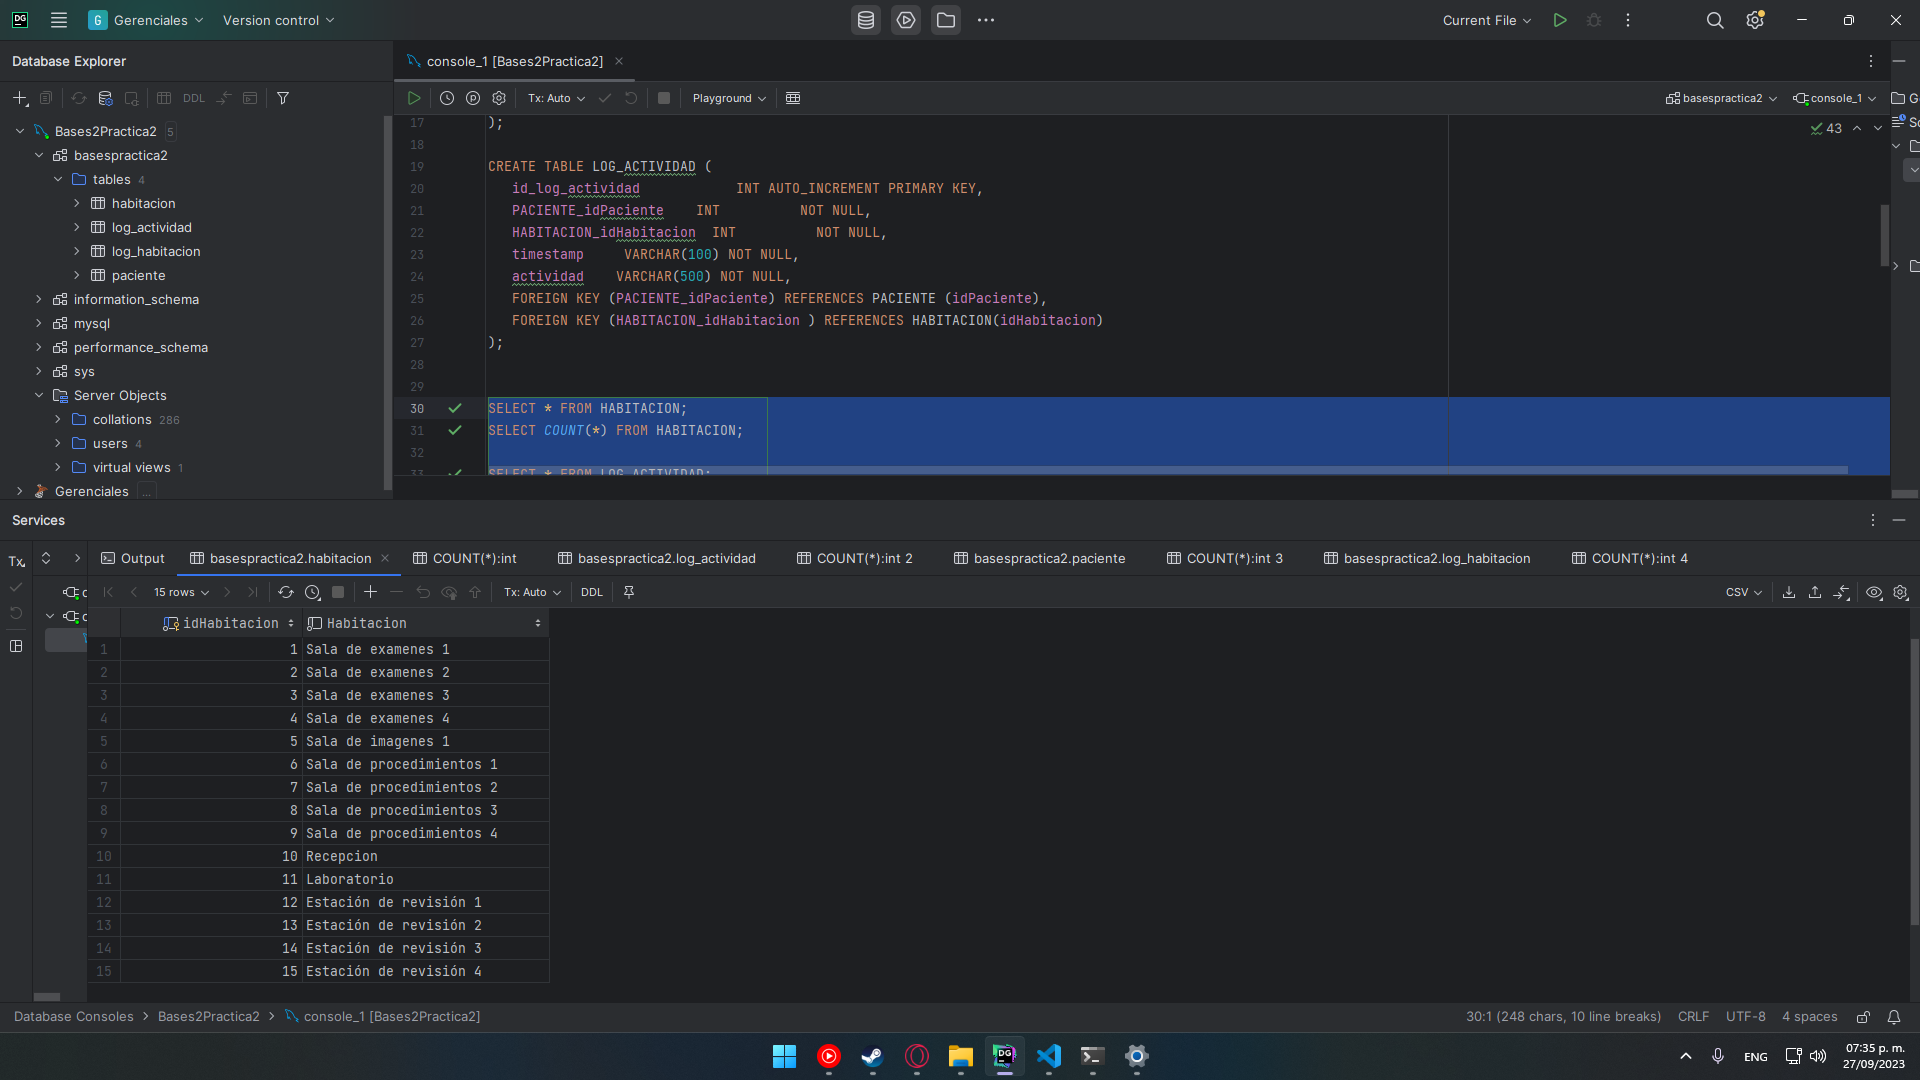 DG G Gerenciales Version control Current File
Database Explorer
console_1 [Bases2Practica2]
DDL Tx: Auto Playground basespractica2 console_1
Bases2Practica2 5
basespractica2
tables 4
habitacion
log_actividad
log_habitacion
paciente
information_schema
mysql
performance_schema
sys
Server Objects
collations 286
users 4
virtual views 1
Gerenciales ...
43
17 );
18
19 CREATE TABLE LOG_ACTIVIDAD (
20 id_log_actividad INT AUTO_INCREMENT PRIMARY KEY,
21 PACIENTE_idPaciente INT NOT NULL,
22 HABITACION_idHabitacion INT NOT NULL,
23 timestamp VARCHAR(100) NOT NULL,
24 actividad VARCHAR(500) NOT NULL,
25 FOREIGN KEY (PACIENTE_idPaciente) REFERENCES PACIENTE (idPaciente),
26 FOREIGN KEY (HABITACION_idHabitacion ) REFERENCES HABITACION(idHabitacion)
27 );
28
29
30 SELECT * FROM HABITACION;
31 SELECT COUNT(*) FROM HABITACION;
32
33 SELECT * FROM LOG_ACTIVIDAD;
Services
Tx Output basespractica2.habitacion COUNT(*):int basespractica2.log_actividad COUNT(*):int 2 basespractica2.paciente COUNT(*):int 3 basespractica2.log_habitacion COUNT(*):int 4
15 rows Tx: Auto DDL CSV
idHabitacion Habitacion
1 1 Sala de examenes 1
2 2 Sala de examenes 2
3 3 Sala de examenes 3
4 4 Sala de examenes 4
5 5 Sala de imagenes 1
6 6 Sala de procedimientos 1
7 7 Sala de procedimientos 2
8 8 Sala de procedimientos 3
9 9 Sala de procedimientos 4
10 10 Recepcion
11 11 Laboratorio
12 12 Estación de revisión 1
13 13 Estación de revisión 2
14 14 Estación de revisión 3
15 15 Estación de revisión 4
Database Consoles > Bases2Practica2 > console_1 [Bases2Practica2] 30:1 (248 chars, 10 line breaks) CRLF UTF-8 4 spaces
DG ENG 07:35 p. m.
27/09/2023